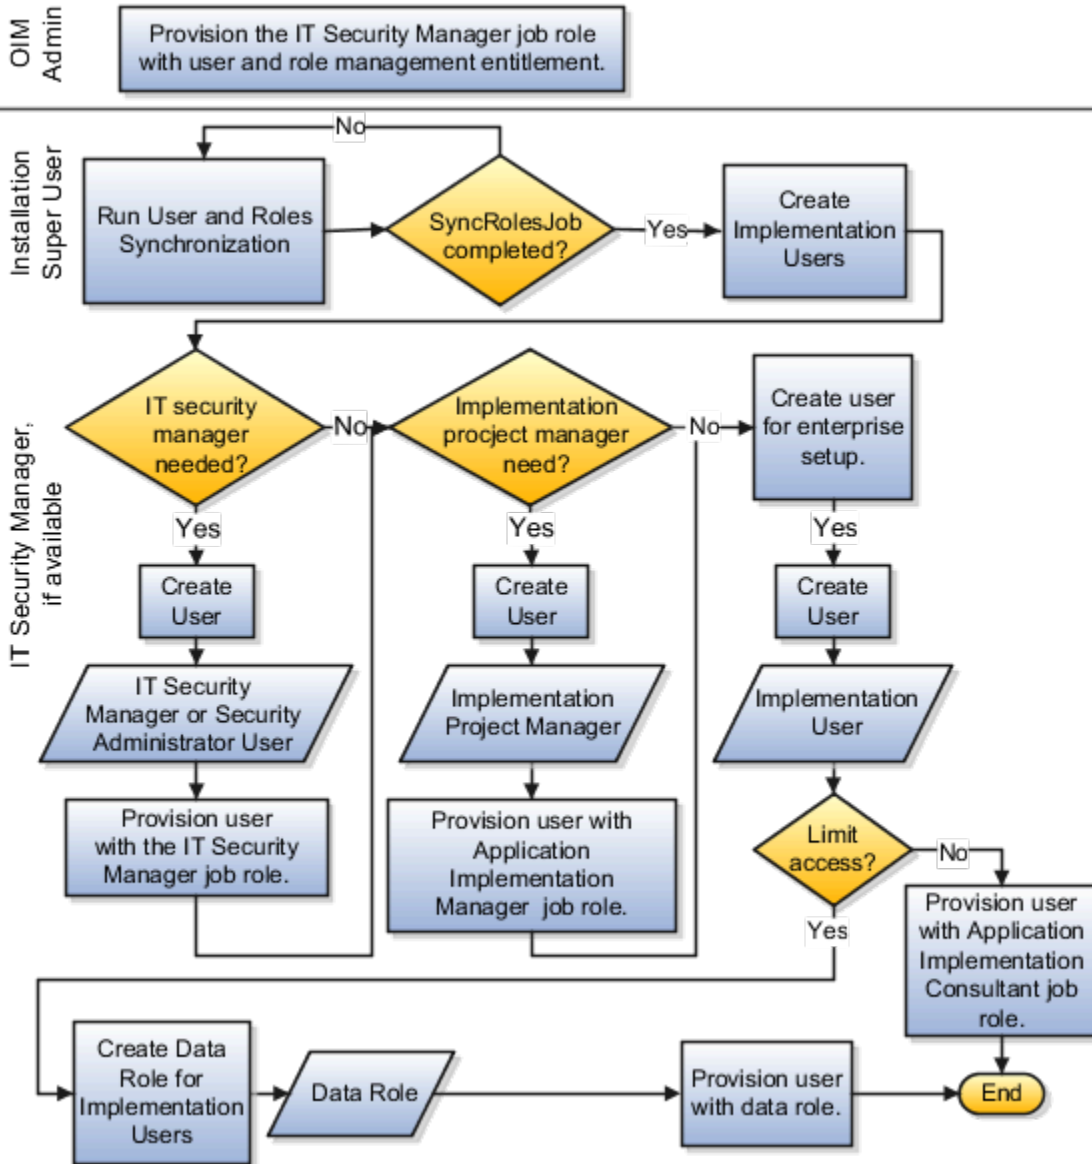 OIM
Admin
Provision the IT Security Manager job role
with user and role management entitlement.
Installation
Super User
No
Run User and Roles
Synchronization
SyncRolesJob
completed?
Yes
Create
Implementation
Users
IT Security Manager,
if available
IT security
manager
needed?
No
Implementation
procject manager
need?
No
Create user
for enterprise
setup.
Yes
Yes
Yes
Create
User
Create
User
Create
User
IT Security
Manager or Security
Administrator User
Implementation
Project Manager
Implementation
User
Provision user
with the IT Security
Manager job role.
Provision user with
Application
Implementation
Manager job role.
Limit
access?
No
Yes
Provision user
with Application
Implementation
Consultant job
role.
Create Data
Role for
Implementation
Users
Data Role
Provision user
with data role.
End